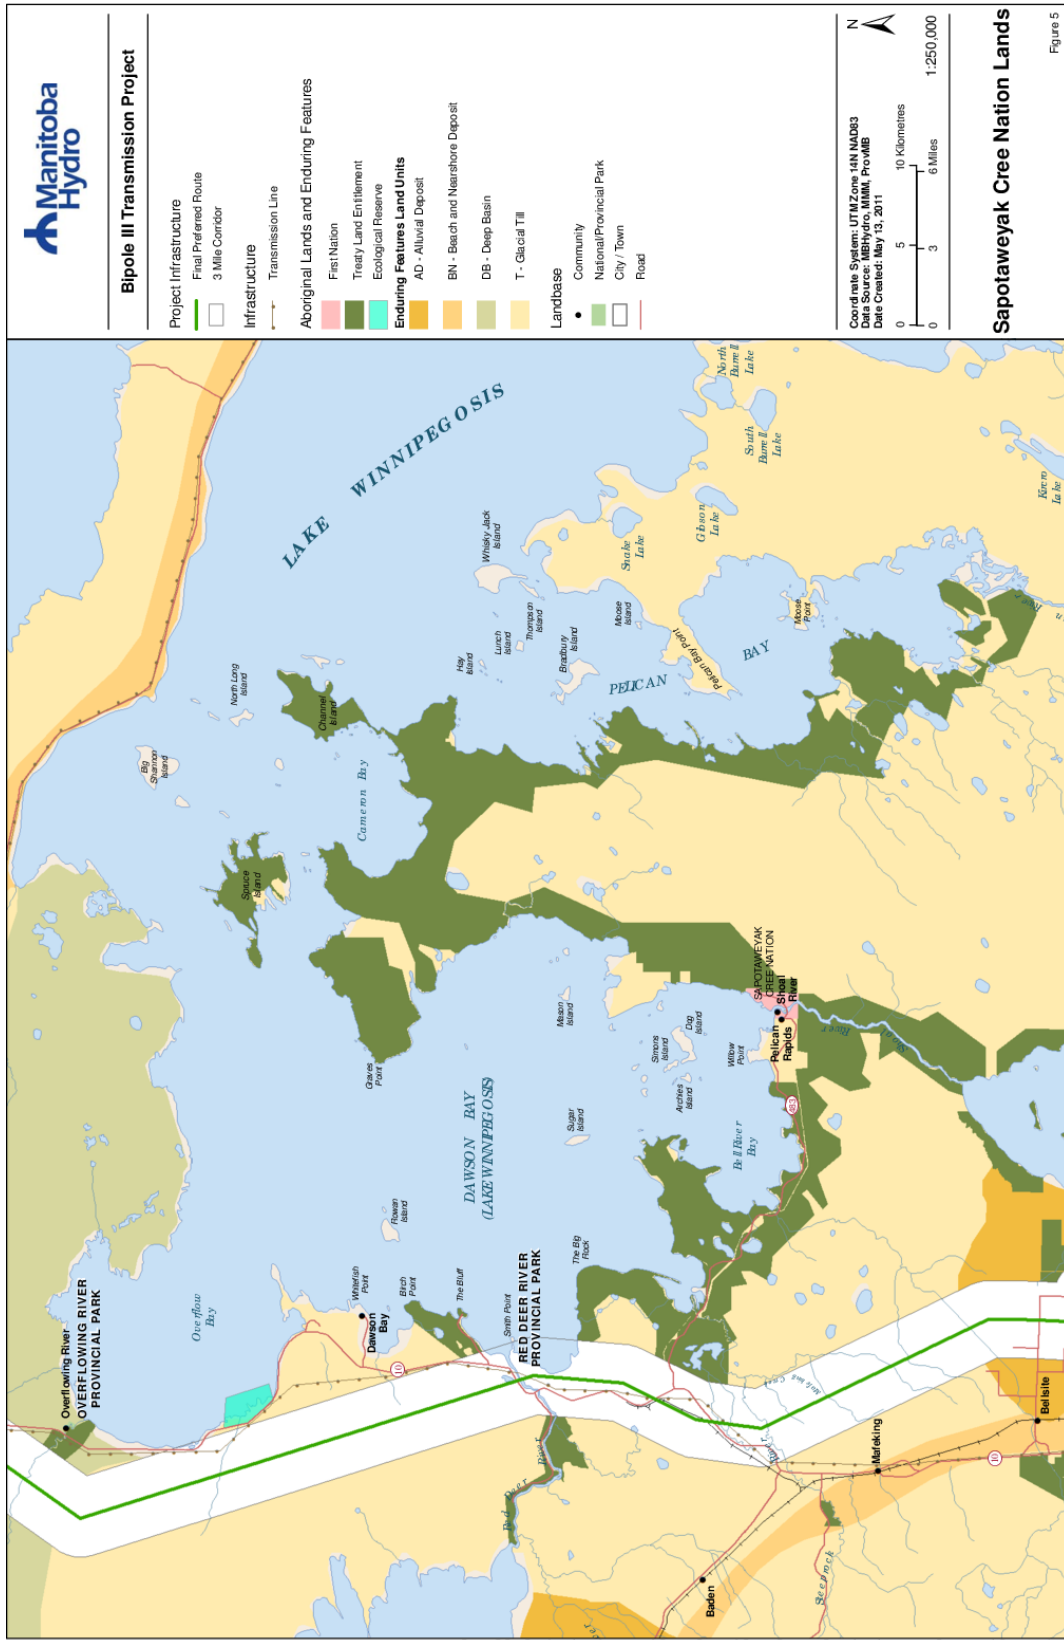 Manitoba
Hydro
Bipole III Transmission Project
Project Infrastructure
Final Preferred Route
3 Mile Corridor
Infrastructure
Transmission Line
Aboriginal Lands and Enduring Features
First Nation
Treaty Land Entitlement
Ecological Reserve
Enduring Features Land Units
AD - Alluvial Deposit
BN - Beach and Nearshore Deposit
DB - Deep Basin
T - Glacial Till
Landbase
Community
National/Provincial Park
City / Town
Road
Coordinate System: UTM Zone 14N NAD83
Data Source: MBHydro, MMM, ProvMB
Date Created: May 13, 2011
N
0 5 10 Kilometres
0 3 6 Miles
1:250,000
Sapotaweyak Cree Nation Lands
Figure 5
Overflowing River
OVERFLOWING RIVER
PROVINCIAL PARK
Overflow
Bay
Whitefish
Point
Dawson
Bay
Birch
Point
The Bluff
10
Smith Point
RED DEER RIVER
PROVINCIAL PARK
The Big
Rock
Rowan
Island
DAWSON BAY
(LAKE WINNIPEGOSIS)
Graves
Point
Sugar
Island
Mason
Island
Simons
Island
Dog
Island
Archies
Island
Willow
Point
Bell River
Bay
483
Pelican
Rapids
Shoal
River
SAPOTAWEYAK
CREE NATION
Shoal
River
Spruce
Island
Big
Shannon
Island
North Long
Island
Channel
Island
Cameron Bay
LAKE WINNIPEGOSIS
Hay
Island
Lunch
Island
Thompson
Island
Whisky Jack
Island
Bradbury
Island
Moose
Island
Snake
Lake
Gibson
Lake
South
Burrell
Lake
North
Burrell
Lake
Pelican Bay Point
PELICAN
BAY
Moose
Point
River
Lake
Red Deer
River
River
Steeprock
Baden
Mafeking
10
Bellsite